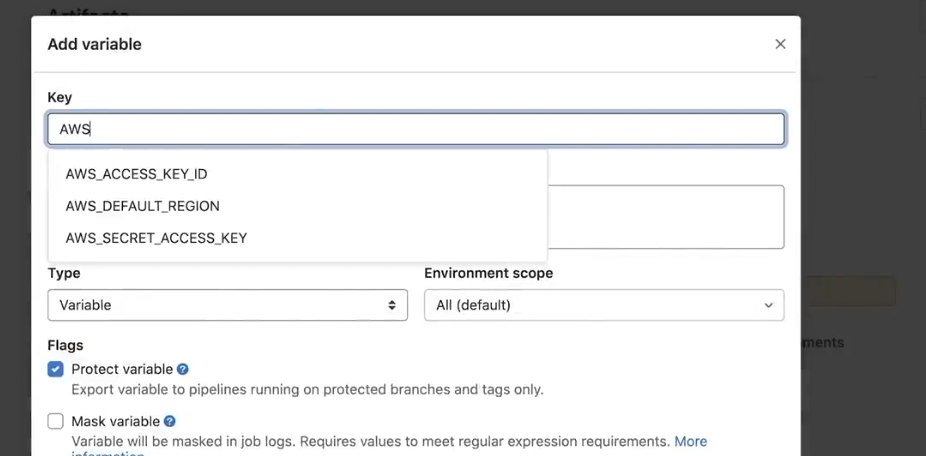 Artifacts
Add variable
Key
AWS
AWS_ACCESS_KEY_ID
AWS_DEFAULT_REGION
AWS_SECRET_ACCESS_KEY
Type
Environment scope
Variable
All (default)
Flags
Protect variable
Export variable to pipelines running on protected branches and tags only.
Mask variable
Variable will be masked in job logs. Requires values to meet regular expression requirements. More
information